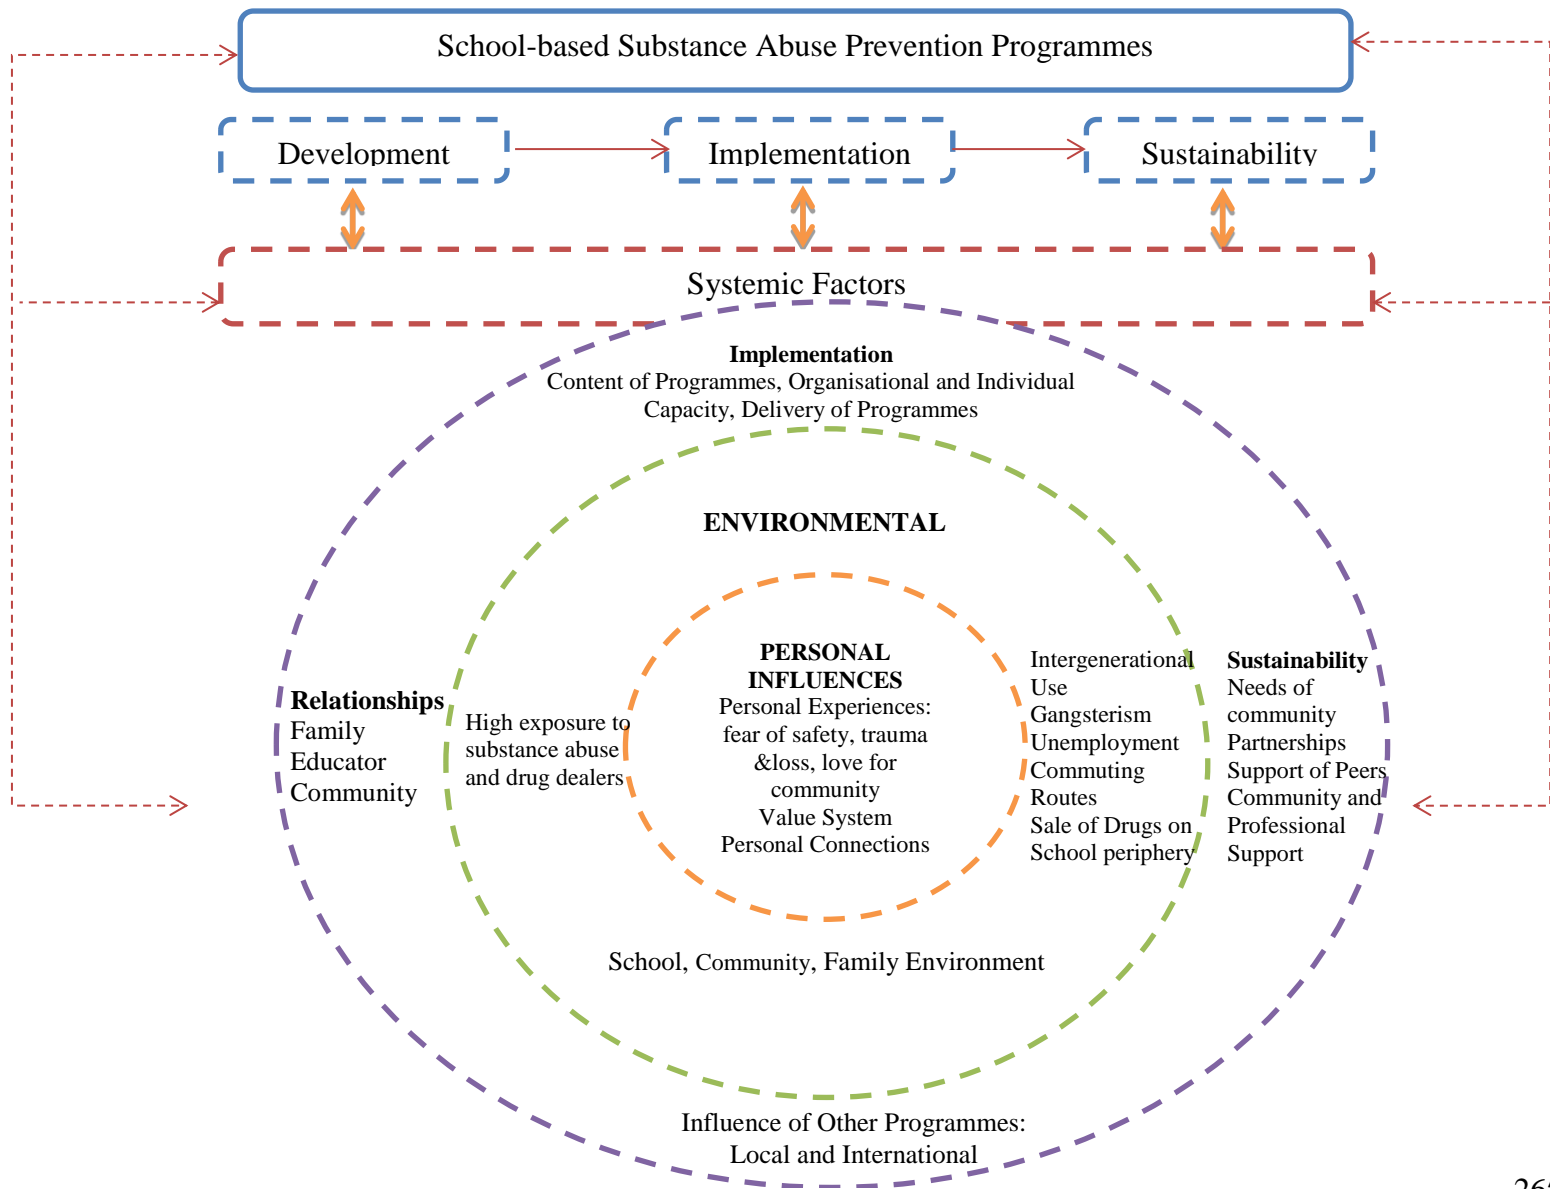 School-based Substance Abuse Prevention Programmes
Development
Implementation
Sustainability
Systemic Factors
Implementation
Content of Programmes, Organisational and Individual
Capacity, Delivery of Programmes
ENVIRONMENTAL
PERSONAL
INFLUENCES
Personal Experiences:
fear of safety, trauma
&loss, love for
community
Value System
Personal Connections
Relationships
Family
Educator
Community
High exposure to
substance abuse
and drug dealers
Intergenerational
Use
Gangsterism
Unemployment
Commuting
Routes
Sale of Drugs on
School periphery
Sustainability
Needs of
community
Partnerships
Support of Peers
Community and
Professional
Support
School, Community, Family Environment
Influence of Other Programmes:
Local and International